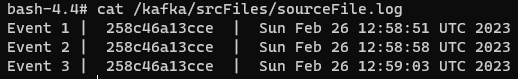 bash-4.4# cat /kafka/srcFiles/sourceFile.log
Event 1 | 258c46a13cce | Sun Feb 26 12:58:51 UTC 2023
Event 2 | 258c46a13cce | Sun Feb 26 12:58:58 UTC 2023
Event 3 | 258c46a13cce | Sun Feb 26 12:59:03 UTC 2023